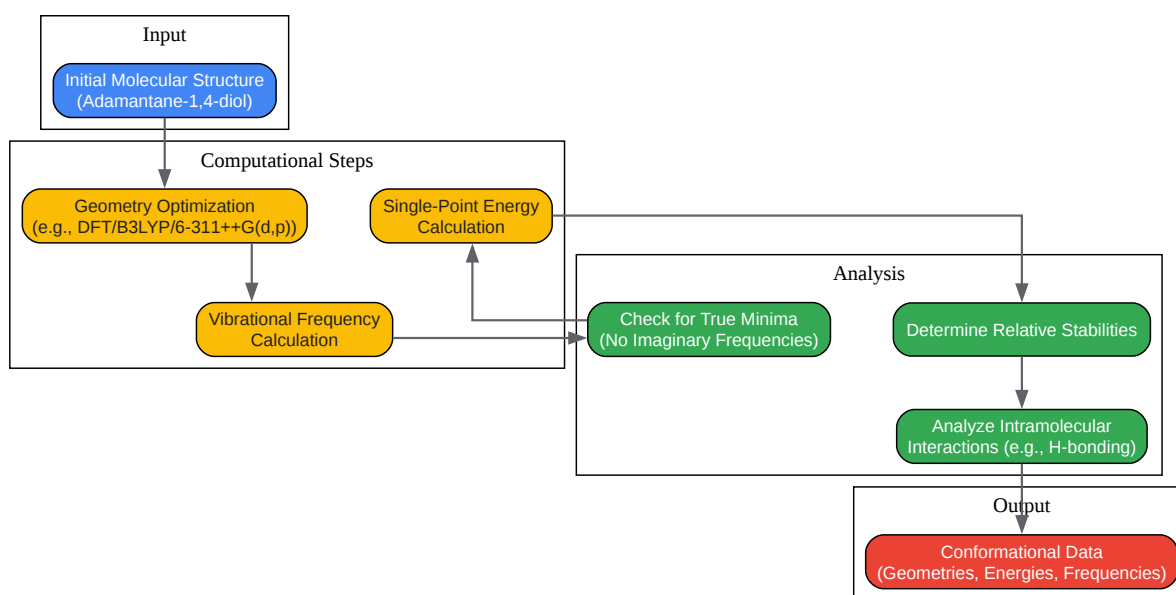 Input
Initial Molecular Structure
(Adamantane-1,4-diol)
Computational Steps
Geometry Optimization
(e.g., DFT/B3LYP/6-311++G(d,p))
Single-Point Energy
Calculation
Vibrational Frequency
Calculation
Analysis
Check for True Minima
(No Imaginary Frequencies)
Determine Relative Stabilities
Analyze Intramolecular
Interactions (e.g., H-bonding)
Output
Conformational Data
(Geometries, Energies, Frequencies)